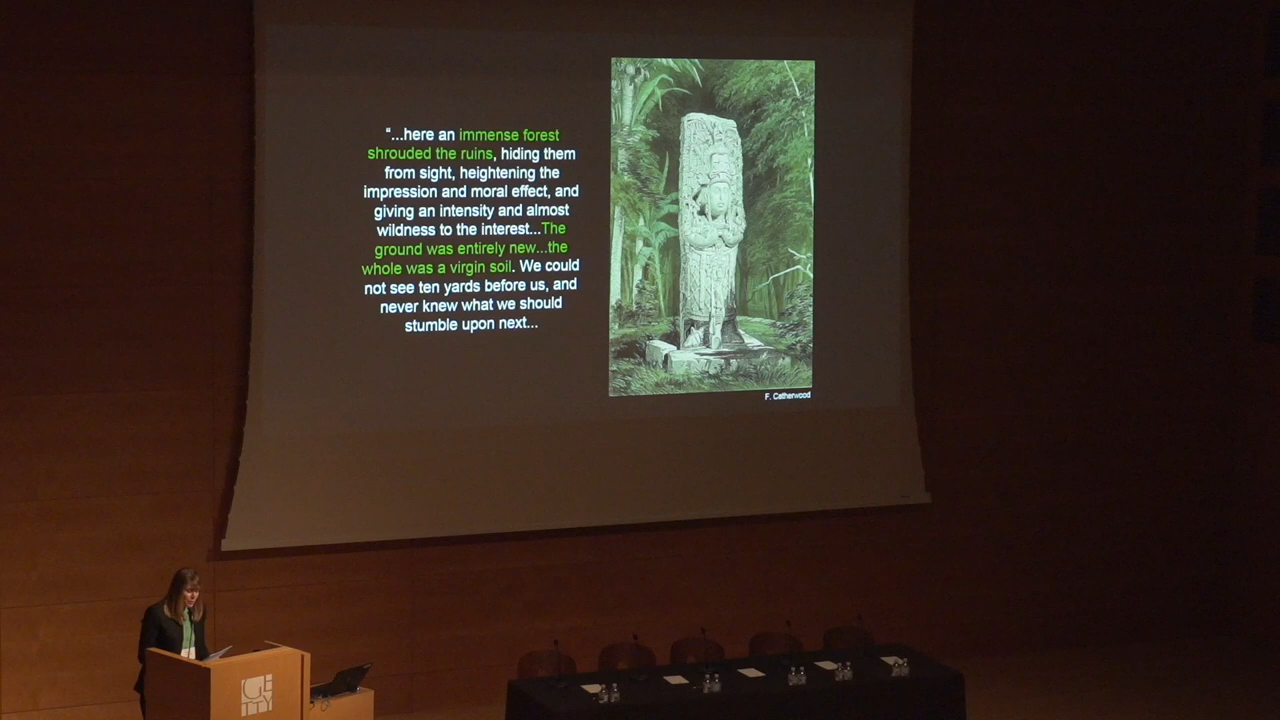 “...here an immense forest
shrouded the ruins, hiding them
from sight, heightening the
impression and moral effect, and
giving an intensity and almost
wildness to the interest...The
ground was entirely new...the
whole was a virgin soil. We could
not see ten yards before us, and
never knew what we should
stumble upon next...
F. Catherwood
GE
TTY